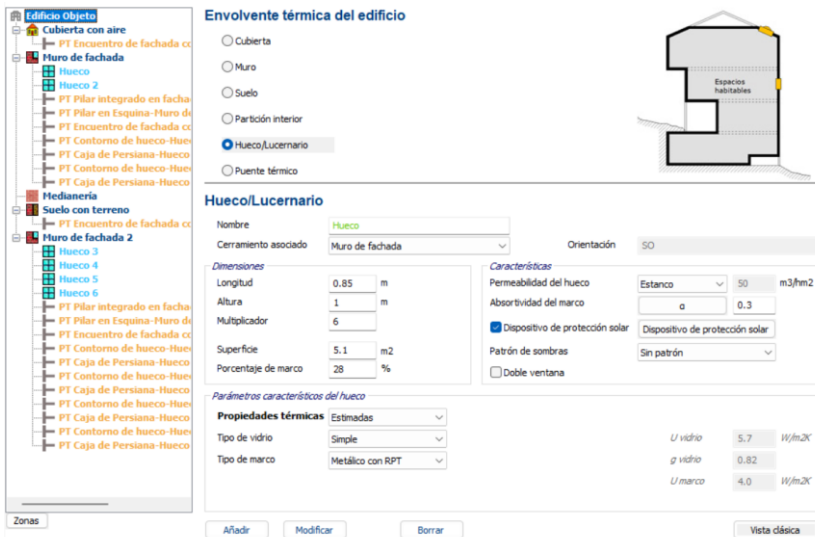 Edificio Objeto
Cubierta con aire
PT Encuentro de fachada co
Muro de fachada
Hueco
Hueco 2
PT Pilar integrado en facha
PT Pilar en Esquina-Muro de
PT Encuentro de fachada co
PT Contorno de hueco-Huec
PT Caja de Persiana-Hueco
PT Contorno de hueco-Huec
PT Caja de Persiana-Hueco
Medianería
Suelo con terreno
PT Encuentro de fachada co
Muro de fachada 2
Hueco 3
Hueco 4
Hueco 5
Hueco 6
PT Pilar integrado en facha
PT Pilar en Esquina-Muro de
PT Encuentro de fachada co
PT Contorno de hueco-Huec
PT Caja de Persiana-Hueco
PT Contorno de hueco-Huec
PT Caja de Persiana-Hueco
PT Contorno de hueco-Huec
PT Caja de Persiana-Hueco
PT Contorno de hueco-Huec
PT Caja de Persiana-Hueco
Zonas
Envolvente térmica del edificio
Cubierta
Muro
Suelo
Partición interior
Hueco/Lucernario
Puente térmico
Espacios
habitables
Hueco/Lucernario
Nombre Hueco
Cerramiento asociado Muro de fachada Orientación SO
Dimensiones
Longitud 0.85 m
Altura 1 m
Multiplicador 6
Superficie 5.1 m2
Porcentaje de marco 28 %
Características
Permeabilidad del hueco Estanco 50 m3/hm2
Absortividad del marco α 0.3
Dispositivo de protección solar Dispositivo de protección solar
Patrón de sombras Sin patrón
Doble ventana
Parámetros característicos del hueco
Propiedades térmicas Estimadas
Tipo de vidrio Simple U vidrio 5.7 W/m2K
g vidrio 0.82
Tipo de marco Metálico con RPT U marco 4.0 W/m2K
Añadir Modificar Borrar Vista clásica